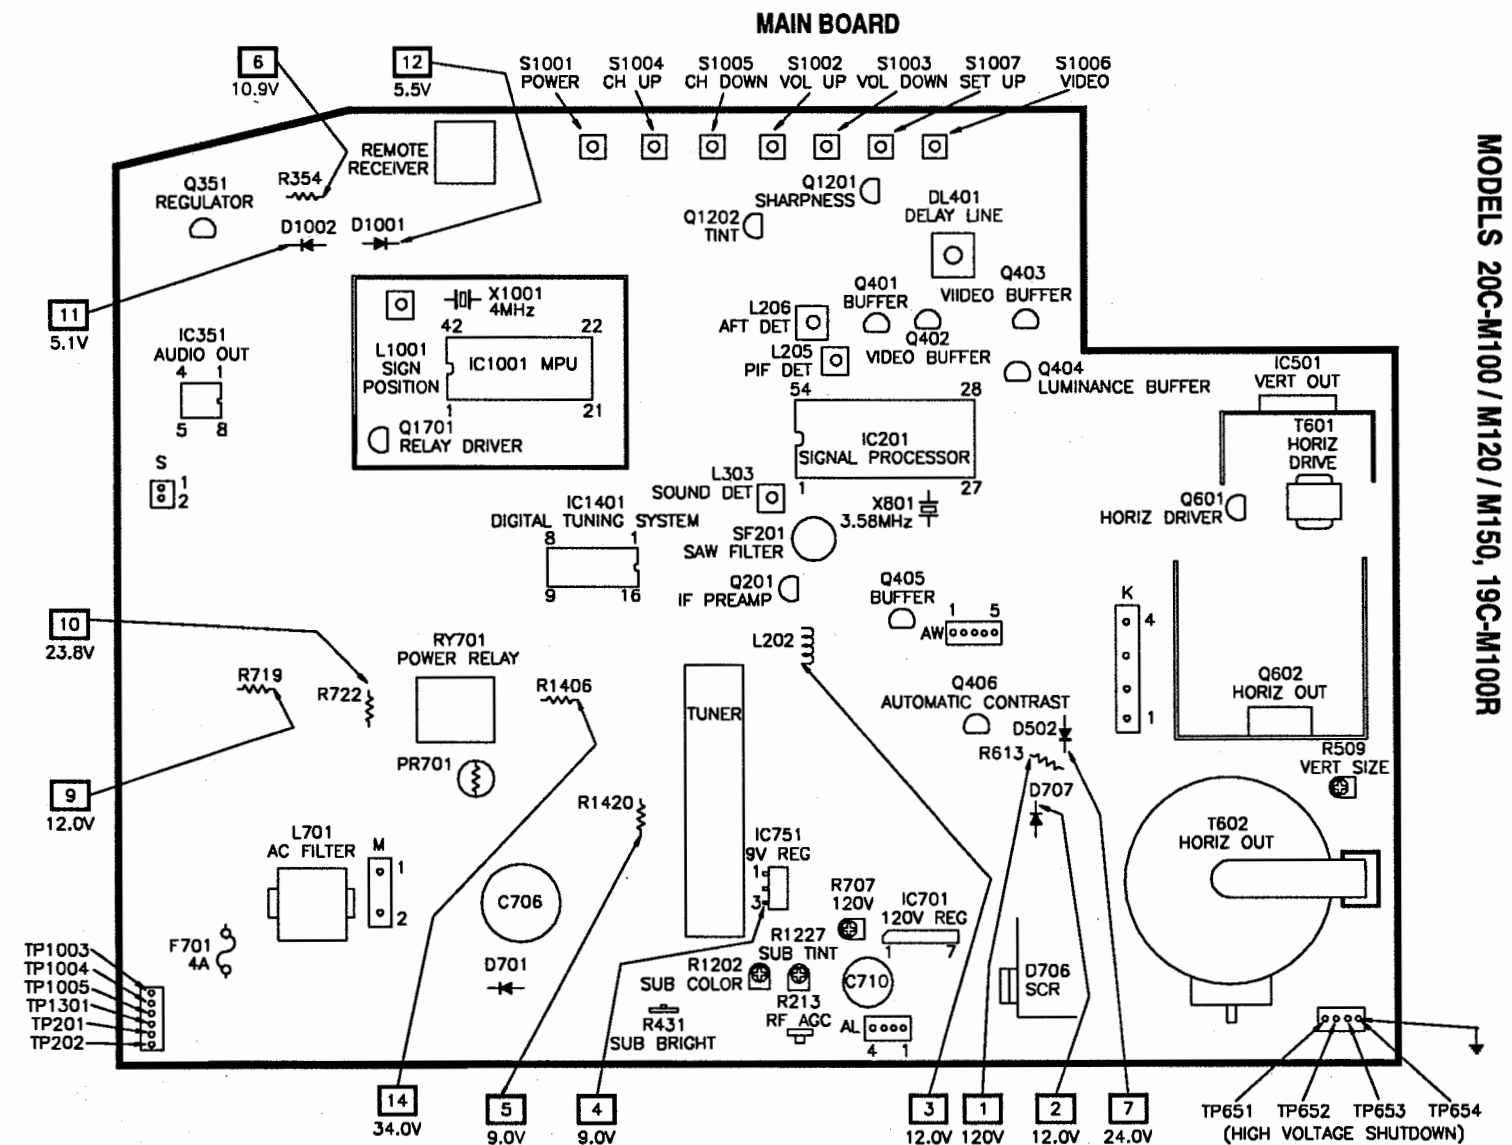 MAIN BOARD
6
10.9V
12
5.5V
S1001
POWER
S1004
CH UP
S1005
CH DOWN
S1002
VOL UP
S1003
VOL DOWN
S1007
SET UP
S1006
VIDEO
REMOTE
RECEIVER
Q351
REGULATOR
R354
D1002
D1001
Q1201
SHARPNESS
Q1202
TINT
DL401
DELAY LINE
MODELS 20C-M100 / M120 / M150, 19C-M100R
11
5.1V
IC351
AUDIO OUT
4 1
5 8
X1001
4MHz
42 22
L1001
SIGN
POSITION
IC1001 MPU
1 21
Q1701
RELAY DRIVER
L206
AFT DET
L205
PIF DET
Q401
BUFFER
Q402
VIDEO BUFFER
Q403
VIIDEO BUFFER
Q404
LUMINANCE BUFFER
54 28
IC201
SIGNAL PROCESSOR
1 27
IC501
VERT OUT
T601
HORIZ
DRIVE
Q601
HORIZ DRIVER
S
1
2
L303
SOUND DET
X801
3.58MHz
SF201
SAW FILTER
IC1401
DIGITAL TUNING SYSTEM
8 1
9 16
Q201
IF PREAMP
Q405
BUFFER
1 5
AW
K
4
1
10
23.8V
RY701
POWER RELAY
L202
R719
R722
R1406
TUNER
Q406
AUTOMATIC CONTRAST
D502
R613
D707
Q602
HORIZ OUT
R509
VERT SIZE
9
12.0V
PR701
R1420
T602
HORIZ OUT
L701
AC FILTER
M
1
2
C706
IC751
9V REG
1
3
R707
120V
IC701
120V REG
1 7
F701
4A
D701
R1227
SUB TINT
R1202
SUB COLOR
R213
RF AGC
C710
D706
SCR
R431
SUB BRIGHT
AL
4 1
TP1003
TP1004
TP1005
TP1301
TP201
TP202
14
34.0V
5
9.0V
4
9.0V
3
12.0V
1
120V
2
12.0V
7
24.0V
TP651 TP652 TP653 TP654
(HIGH VOLTAGE SHUTDOWN)